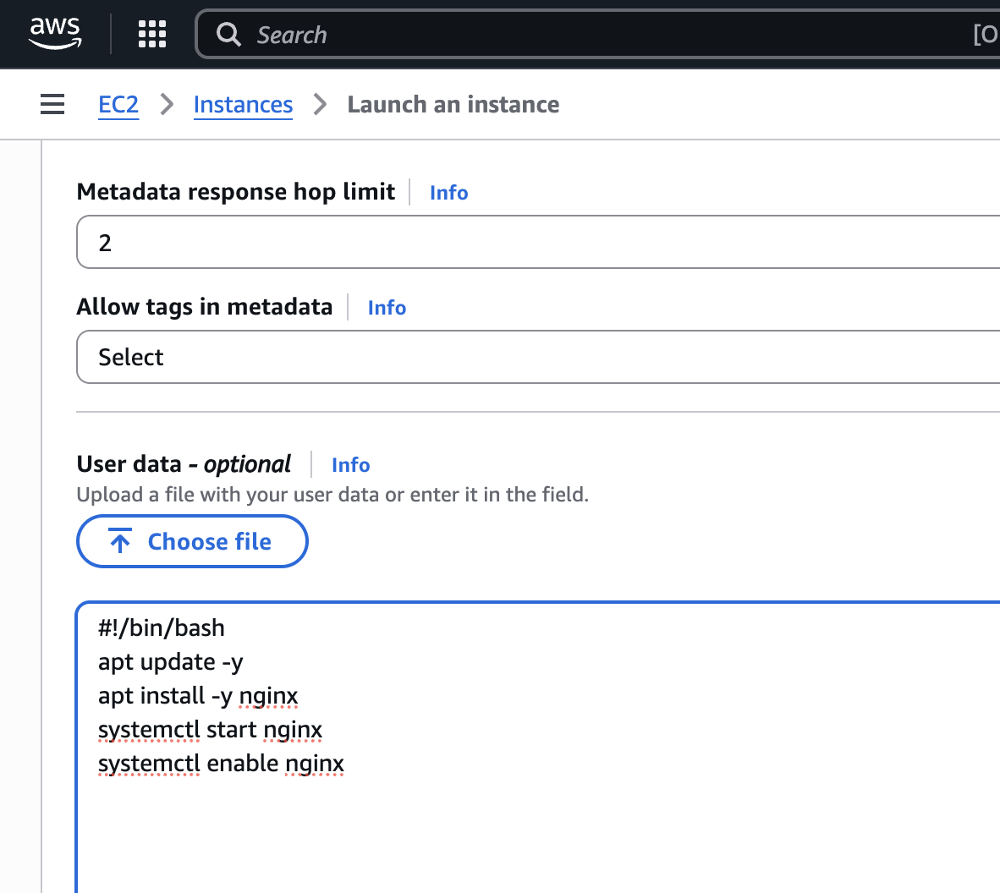 aws
Search [O
EC2 > Instances > Launch an instance
Metadata response hop limit Info
2
Allow tags in metadata Info
Select
User data - optional Info
Upload a file with your user data or enter it in the field.
Choose file
#!/bin/bash
apt update -y
apt install -y nginx
systemctl start nginx
systemctl enable nginx